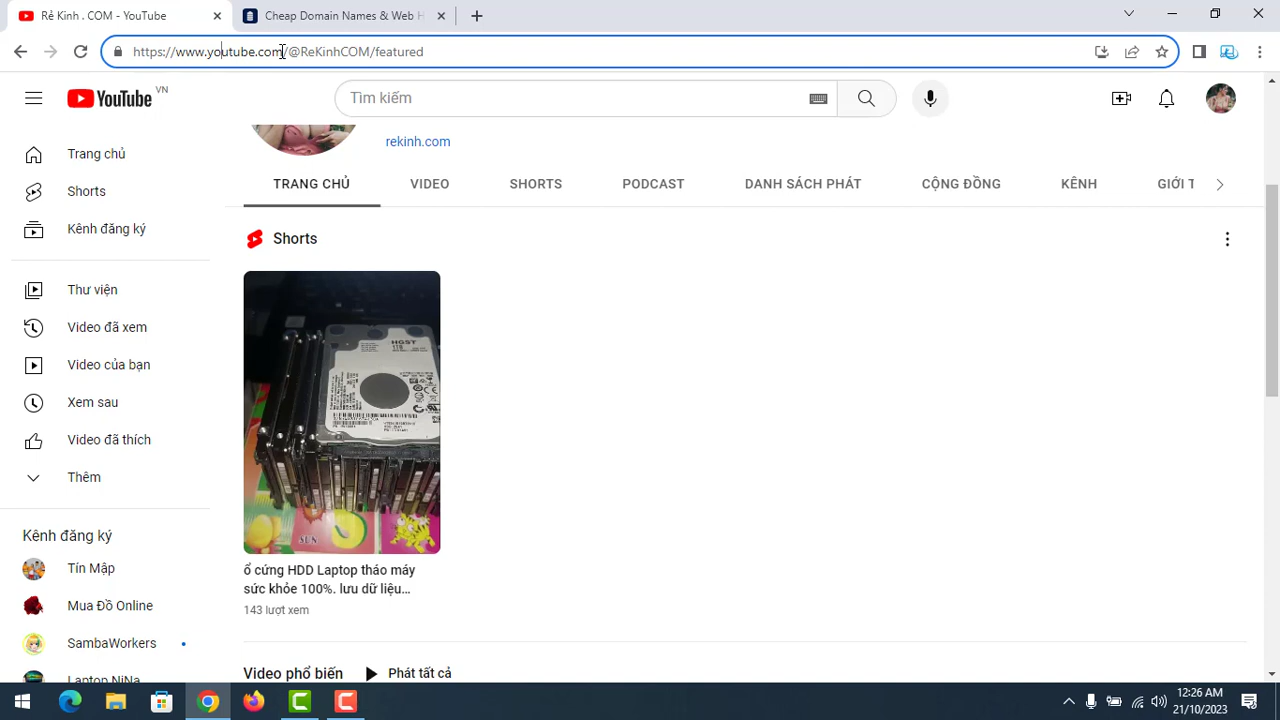 Rẻ Kinh . COM - YouTube
Cheap Domain Names & Web H
https://www.youtube.com/@ReKinhCOM/featured
YouTube VN
Tìm kiếm
rekinh.com
Trang chủ
Shorts
Kênh đăng ký
Thư viện
Video đã xem
Video của bạn
Xem sau
Video đã thích
Thêm
Kênh đăng ký
Tín Mập
Mua Đồ Online
SambaWorkers
Laptop NiNa
TRANG CHỦ
VIDEO
SHORTS
PODCAST
DANH SÁCH PHÁT
CỘNG ĐỒNG
KÊNH
GIỚI T
Shorts
HGST
1TB
ổ cứng HDD Laptop tháo máy
sức khỏe 100%. lưu dữ liệu...
143 lượt xem
Video phổ biến
Phát tất cả
12:26 AM
21/10/2023